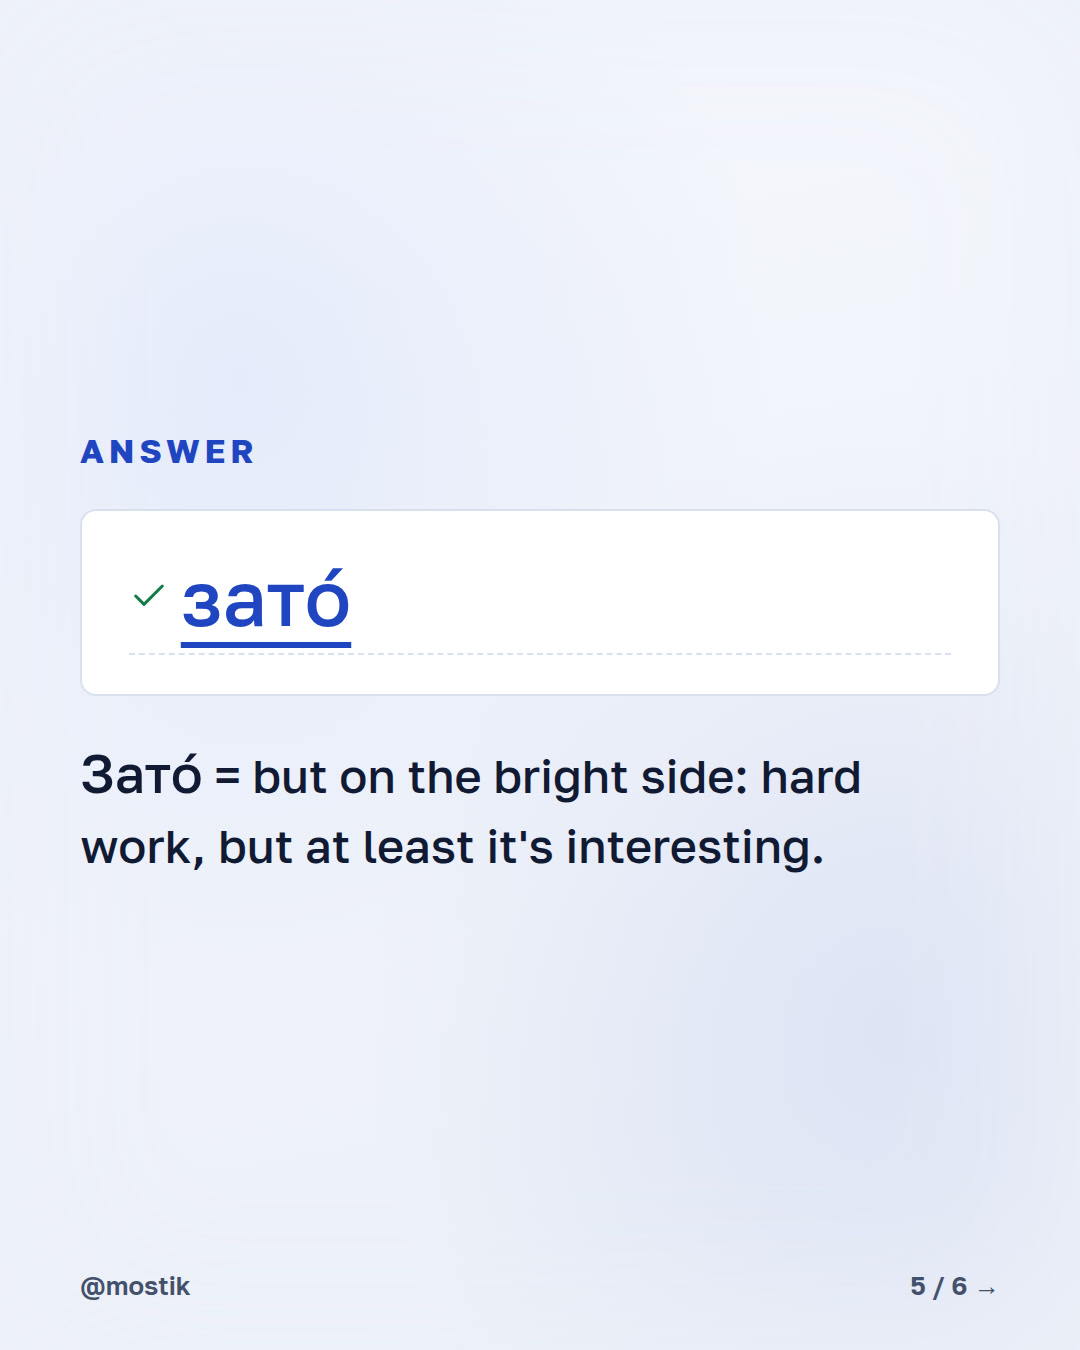 ANSWER
✓ зато́
Зато́ = but on the bright side: hard
work, but at least it's interesting.
@mostik
5 / 6 →